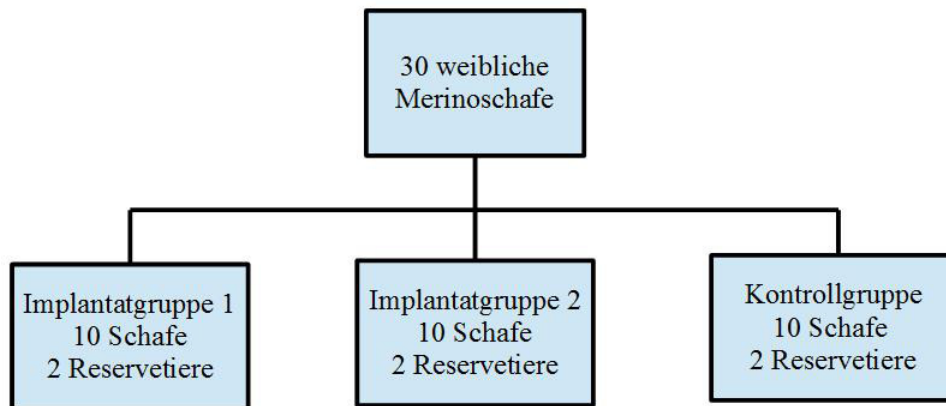 30 weibliche
Merinoschafe
Implantatgruppe 1
10 Schafe
2 Reservetiere
Implantatgruppe 2
10 Schafe
2 Reservetiere
Kontrollgruppe
10 Schafe
2 Reservetiere